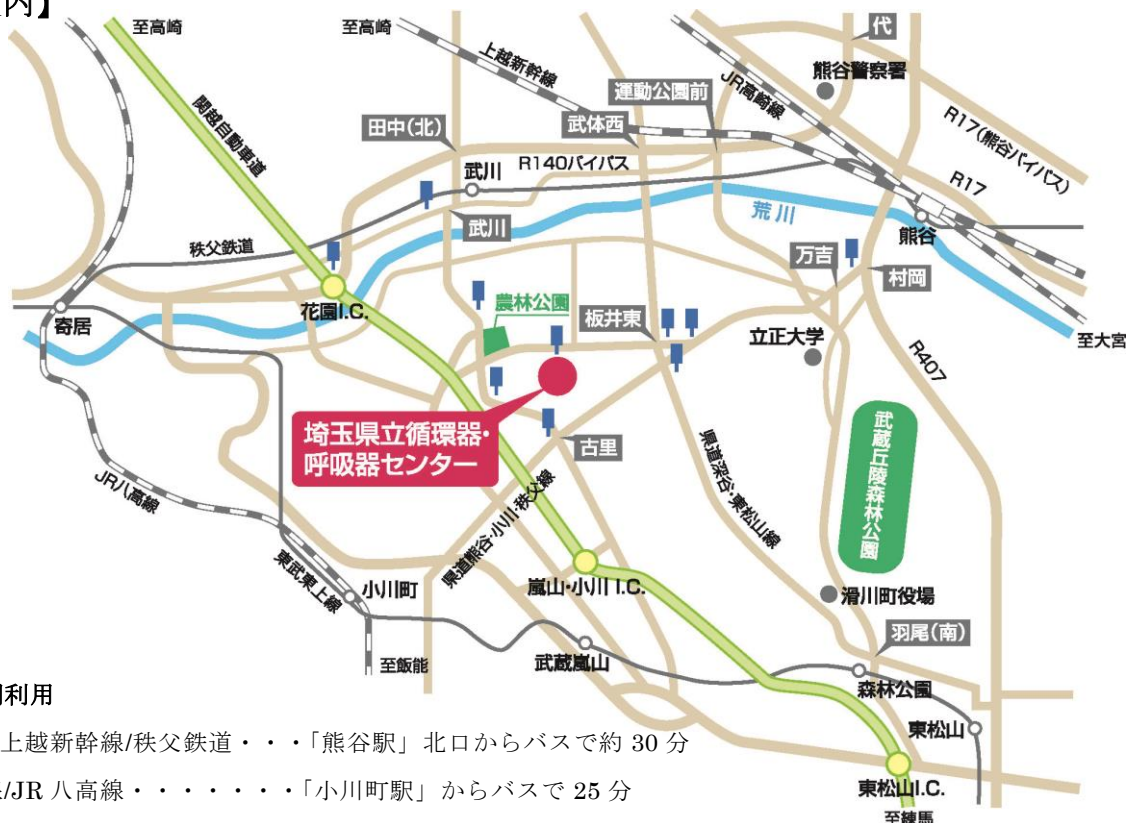 内】
至高崎
至高崎
代
上越新幹線
熊谷警察署
JR高崎線
運動公園前
関越自動車道
田中(北)
武体西
R17(熊谷バイパス)
R140バイパス
武川
R17
武川
荒川
秩父鉄道
熊谷
万吉
村岡
花園I.C.
農林公園
寄居
板井東
立正大学
至大宮
R407
埼玉県立循環器・
呼吸器センター
古里
武蔵丘陵森林公園
県道深谷・東松山線
JR八高線
県道熊谷・小川・秩父線
東武東上線
小川町
嵐山・小川 I.C.
滑川町役場
羽尾(南)
至飯能
武蔵嵐山
森林公園
利用
東松山
上越新幹線/秩父鉄道・・・「熊谷駅」北口からバスで約 30 分
/JR 八高線・・・・・・・「小川町駅」からバスで 25 分
東松山I.C.
至練馬